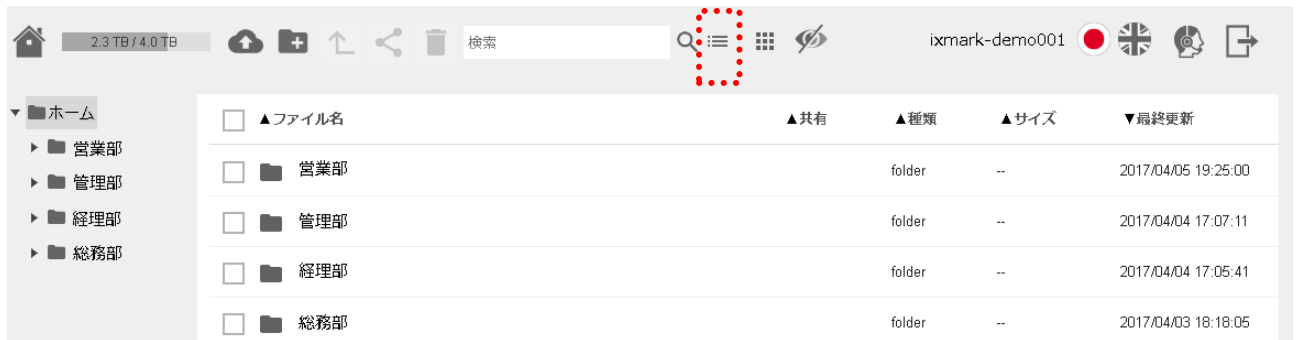 2.3 TB / 4.0 TB 検索 ixmark-demo001
▼ホーム
営業部
管理部
経理部
総務部
▲ファイル名 ▲共有 ▲種類 ▲サイズ ▼最終更新
営業部 folder -- 2017/04/05 19:25:00
管理部 folder -- 2017/04/04 17:07:11
経理部 folder -- 2017/04/04 17:05:41
総務部 folder -- 2017/04/03 18:18:05